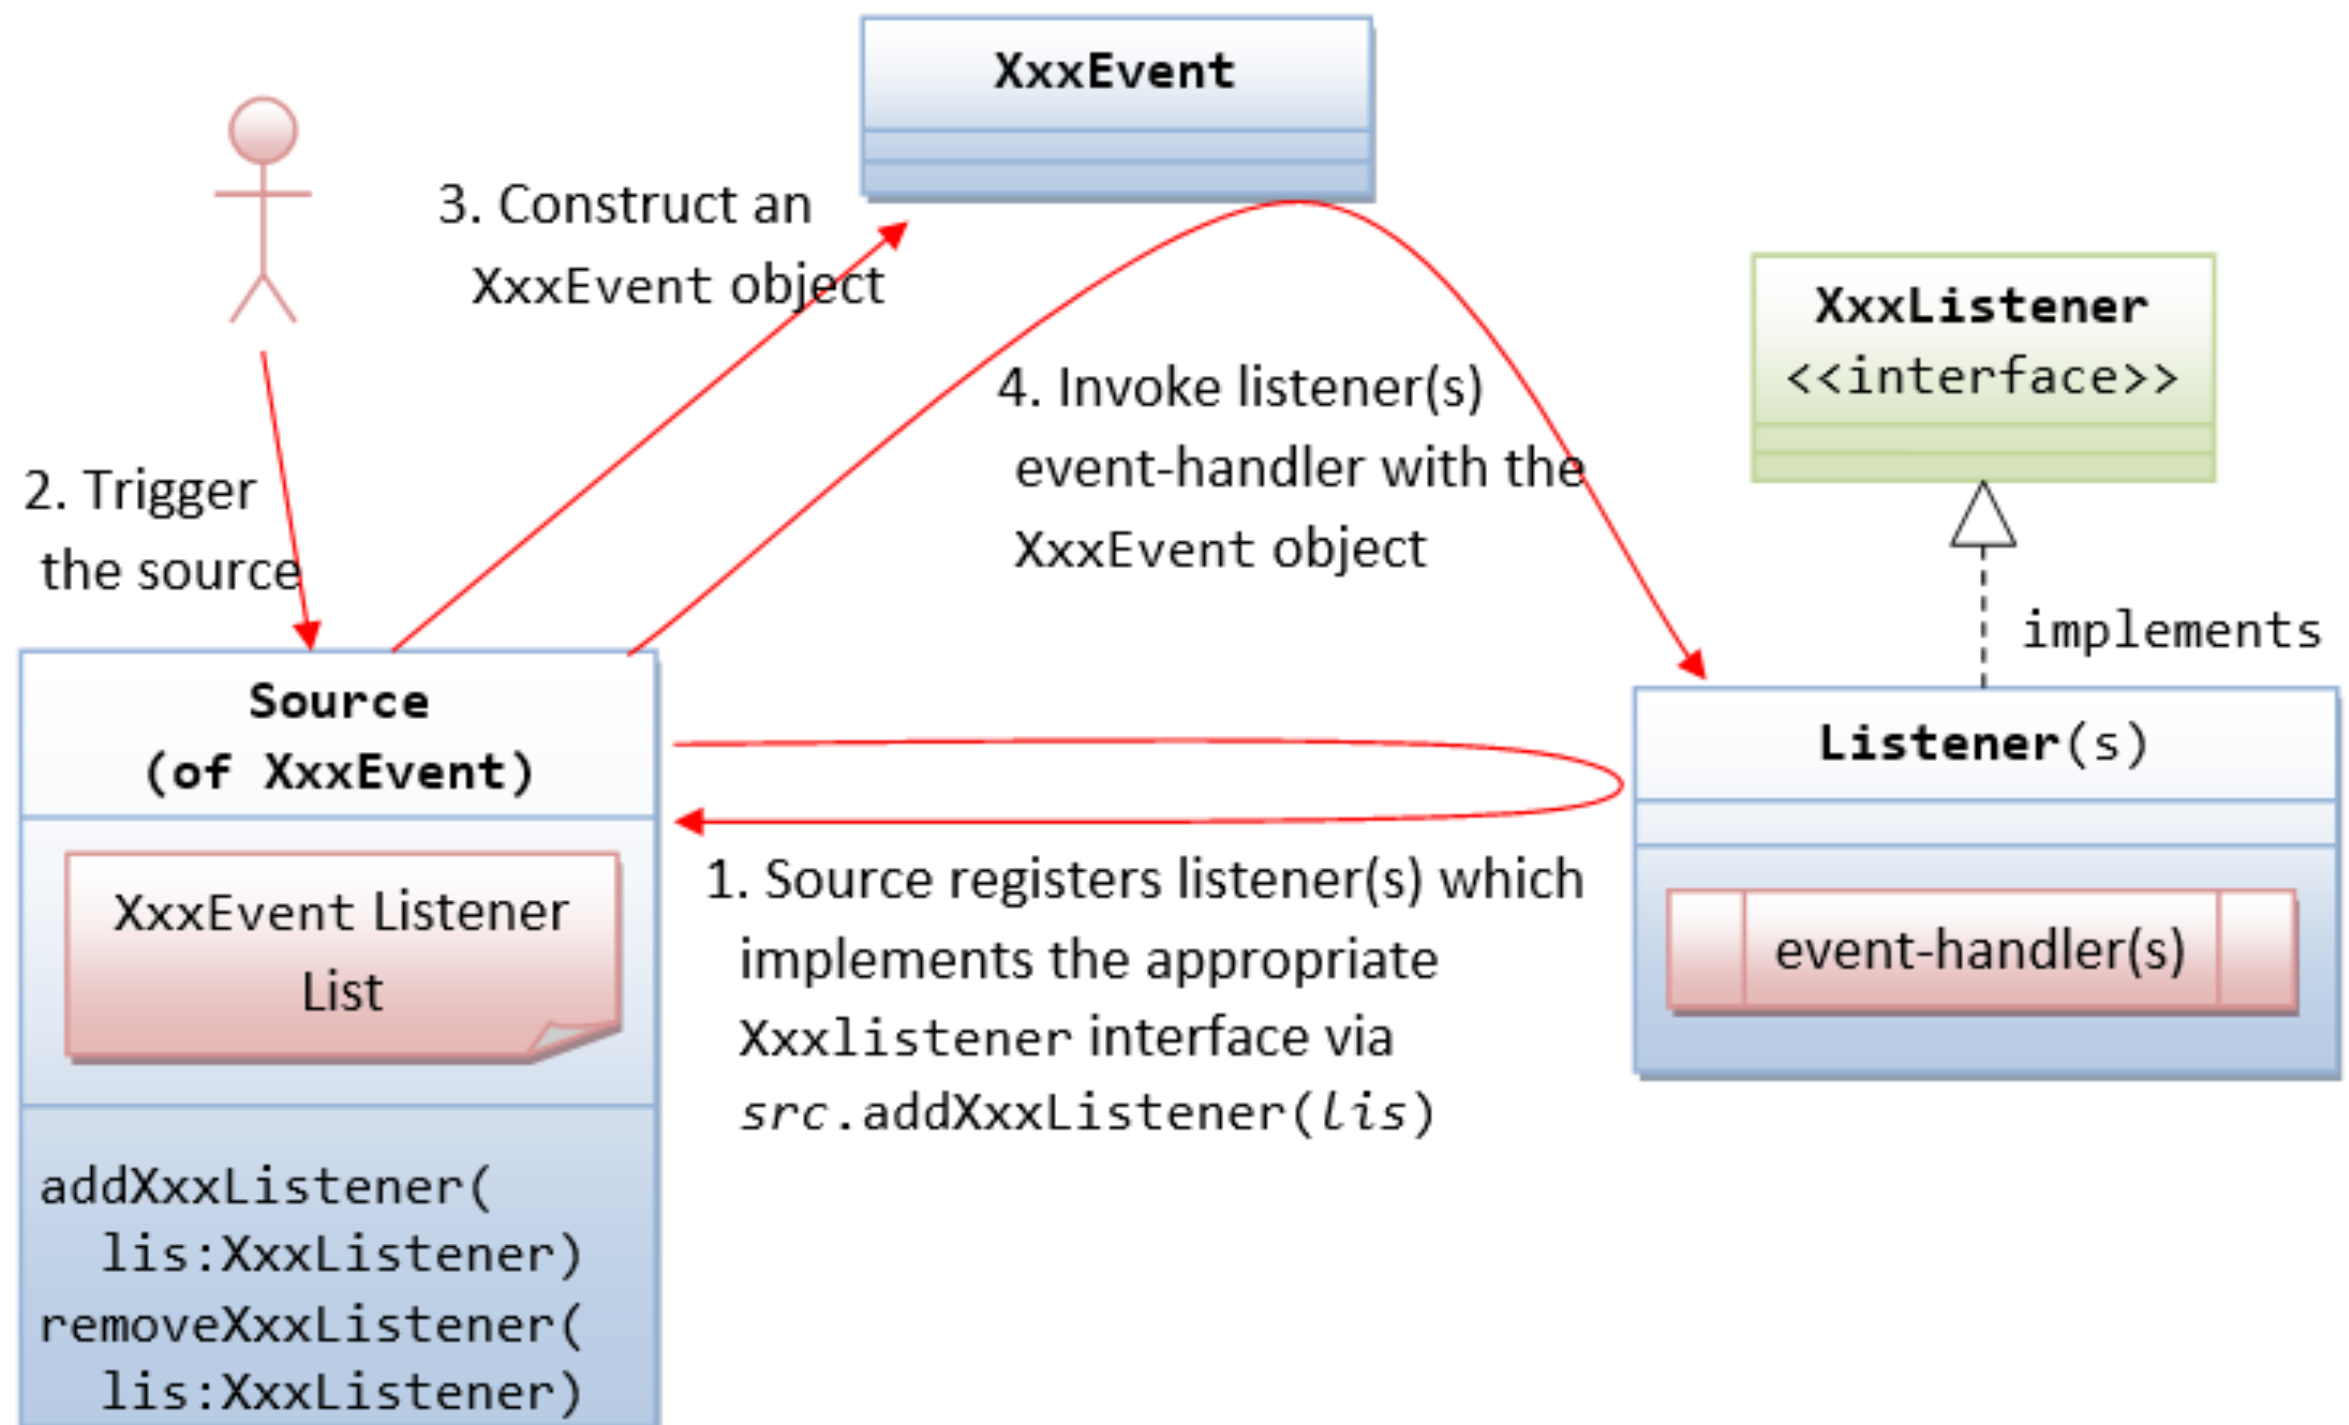 XxxEvent
3. Construct an
XxxEvent object
XxxListener
<<interface>>
4. Invoke listener(s)
event-handler with the
XxxEvent object
2. Trigger
the source
implements
Source
(of XxxEvent)
Listener(s)
XxxEvent Listener
List
1. Source registers listener(s) which
implements the appropriate
Xxxlistener interface via
src.addXxxListener(lis)
event-handler(s)
addXxxListener(
lis:XxxListener)
removeXxxListener(
lis:XxxListener)